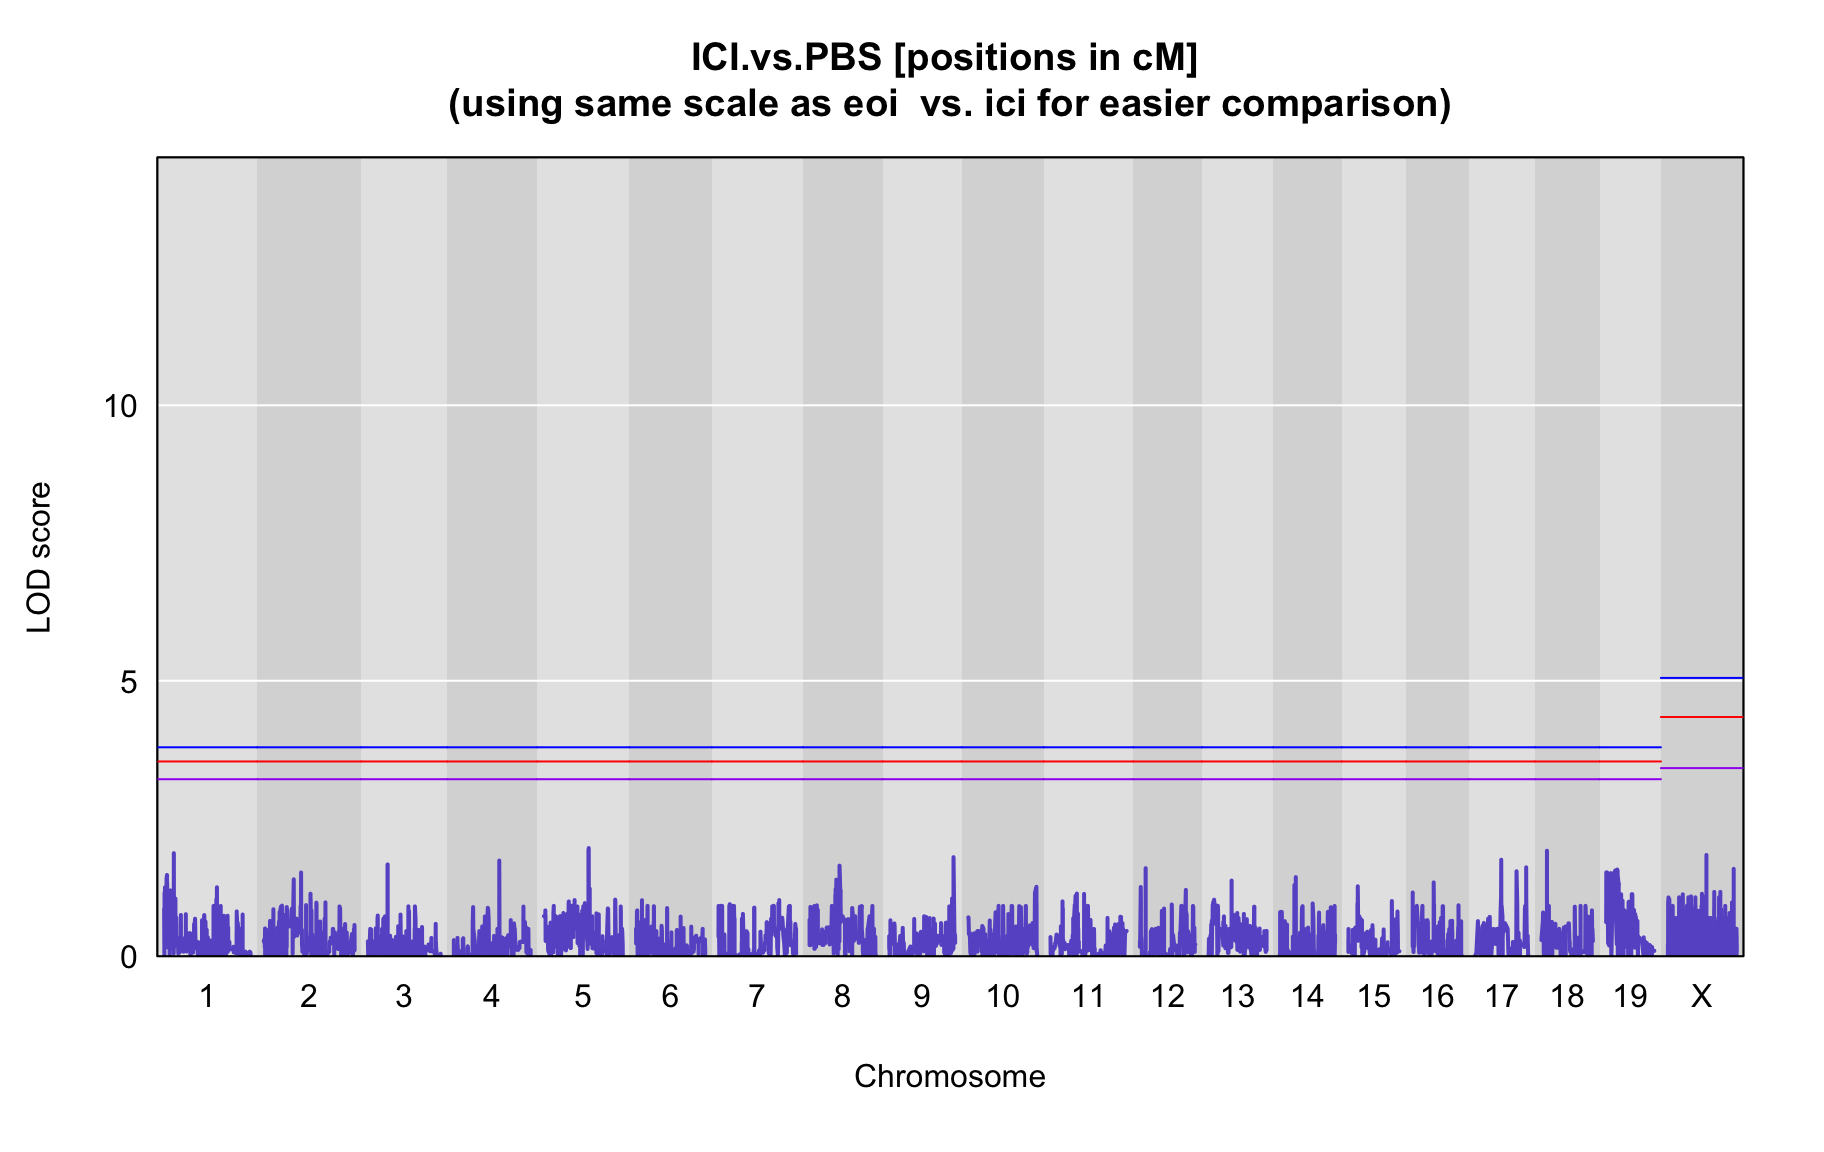 ICI.vs.PBS [positions in cM]
(using same scale as eoi  vs. ici for easier comparison)
10
5
0
LOD score
1 2 3 4 5 6 7 8 9 10 11 12 13 14 15 16 17 18 19 X
Chromosome